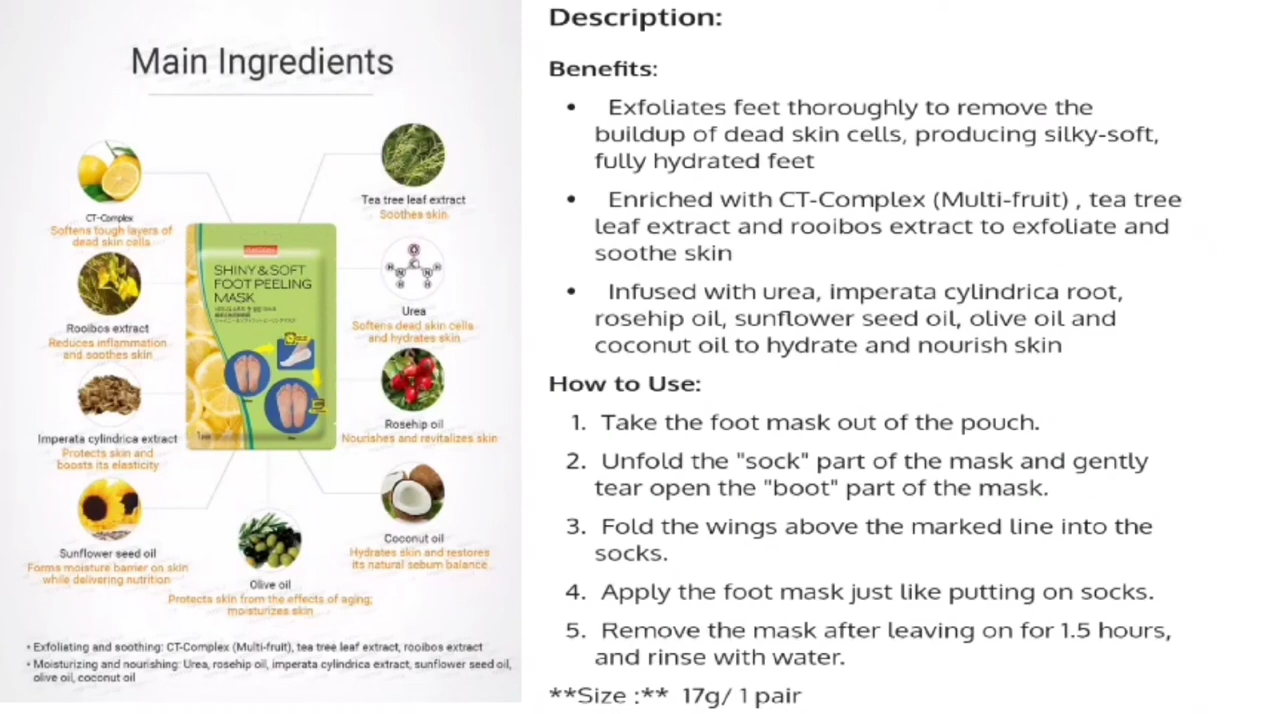 Main Ingredients
CT-Complex
Softens tough layers of
dead skin cells
Rooibos extract
Reduces inflammation
and soothes skin
Imperata cylindrica extract
Protects skin and
boosts its elasticity
Sunflower seed oil
Forms moisture barrier on skin
while delivering nutrition
Tea tree leaf extract
Soothes skin
O
C
H N N H
H H
Urea
Softens dead skin cells
and hydrates skin
Rosehip oil
Nourishes and revitalizes skin
Coconut oil
Hydrates skin and restores
its natural sebum balance
Olive oil
Protects skin from the effects of aging;
moisturizes skin
SHINY & SOFT
FOOT PEELING
MASK
• Exfoliating and soothing: CT-Complex (Multi-fruit), tea tree leaf extract, rooibos extract
• Moisturizing and nourishing: Urea, rosehip oil, imperata cylindrica extract, sunflower seed oil,
olive oil, coconut oil
Description:
Benefits:
• Exfoliates feet thoroughly to remove the
buildup of dead skin cells, producing silky-soft,
fully hydrated feet
• Enriched with CT-Complex (Multi-fruit) , tea tree
leaf extract and rooibos extract to exfoliate and
soothe skin
• Infused with urea, imperata cylindrica root,
rosehip oil, sunflower seed oil, olive oil and
coconut oil to hydrate and nourish skin
How to Use:
1. Take the foot mask out of the pouch.
2. Unfold the "sock" part of the mask and gently
tear open the "boot" part of the mask.
3. Fold the wings above the marked line into the
socks.
4. Apply the foot mask just like putting on socks.
5. Remove the mask after leaving on for 1.5 hours,
and rinse with water.
**Size :** 17g/ 1 pair